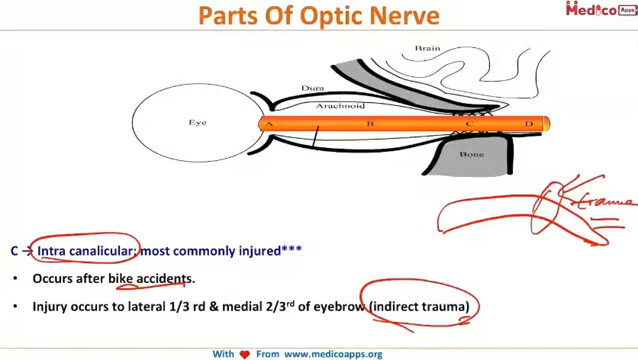 Parts Of Optic Nerve
Medico Apps
Brain
Dura
Arachnoid
Eye
A
B
C
D
Bone
trauma
C → Intra canalicular; most commonly injured***
• Occurs after bike accidents.
• Injury occurs to lateral 1/3 rd & medial 2/3rd of eyebrow (indirect trauma)
2
With ♥ From www.medicoapps.org